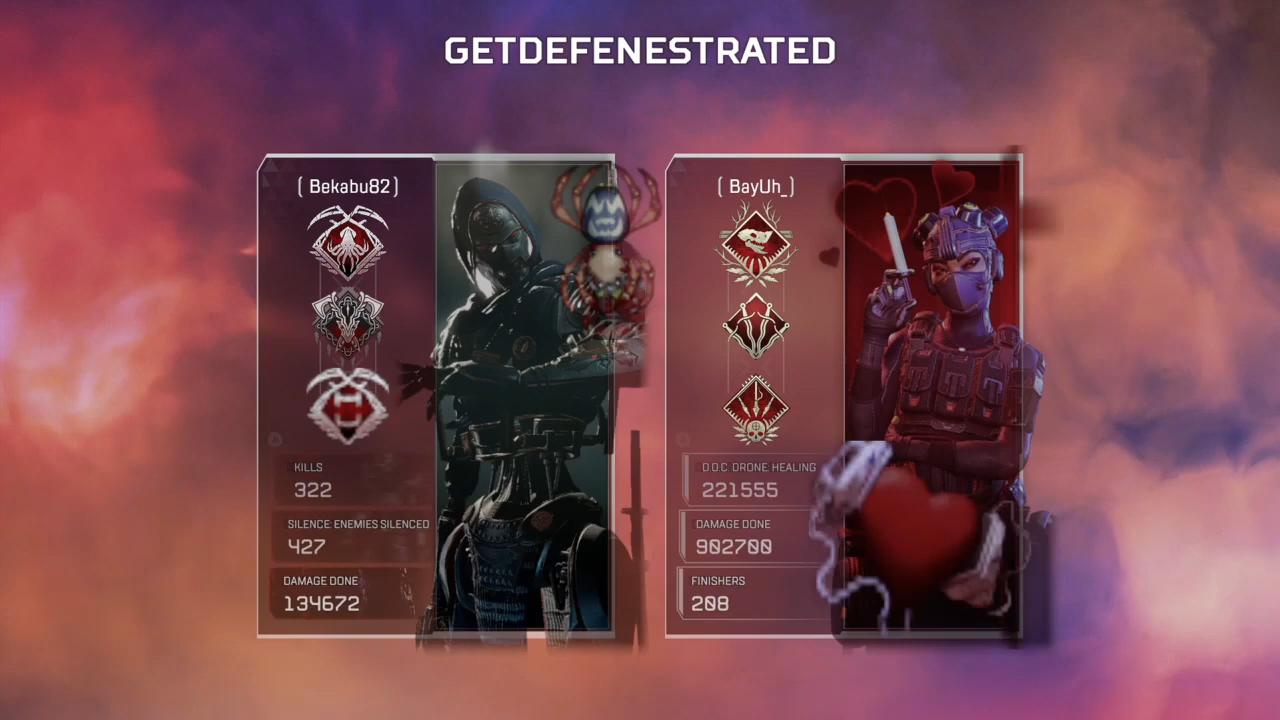 GETDEFENESTRATED
[ Bekabu82 ]
KILLS
322
SILENCE: ENEMIES SILENCED
427
DAMAGE DONE
134672
[ BayUh_ ]
D.O.C. DRONE: HEALING
221555
DAMAGE DONE
902700
FINISHERS
208